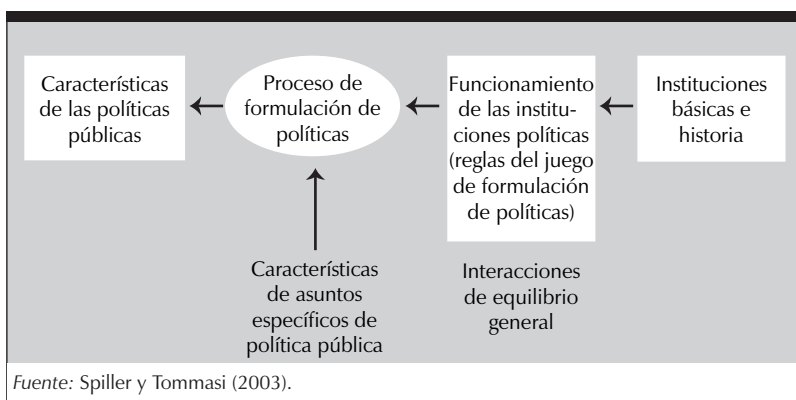 Características
de las políticas
públicas
Proceso de
formulación de
políticas
Funcionamiento
de las institu-
ciones políticas
(reglas del juego
de formulación
de políticas)
Instituciones
básicas e
historia
Características
de asuntos
específicos de
política pública
Interacciones
de equilibrio
general
Fuente: Spiller y Tommasi (2003).